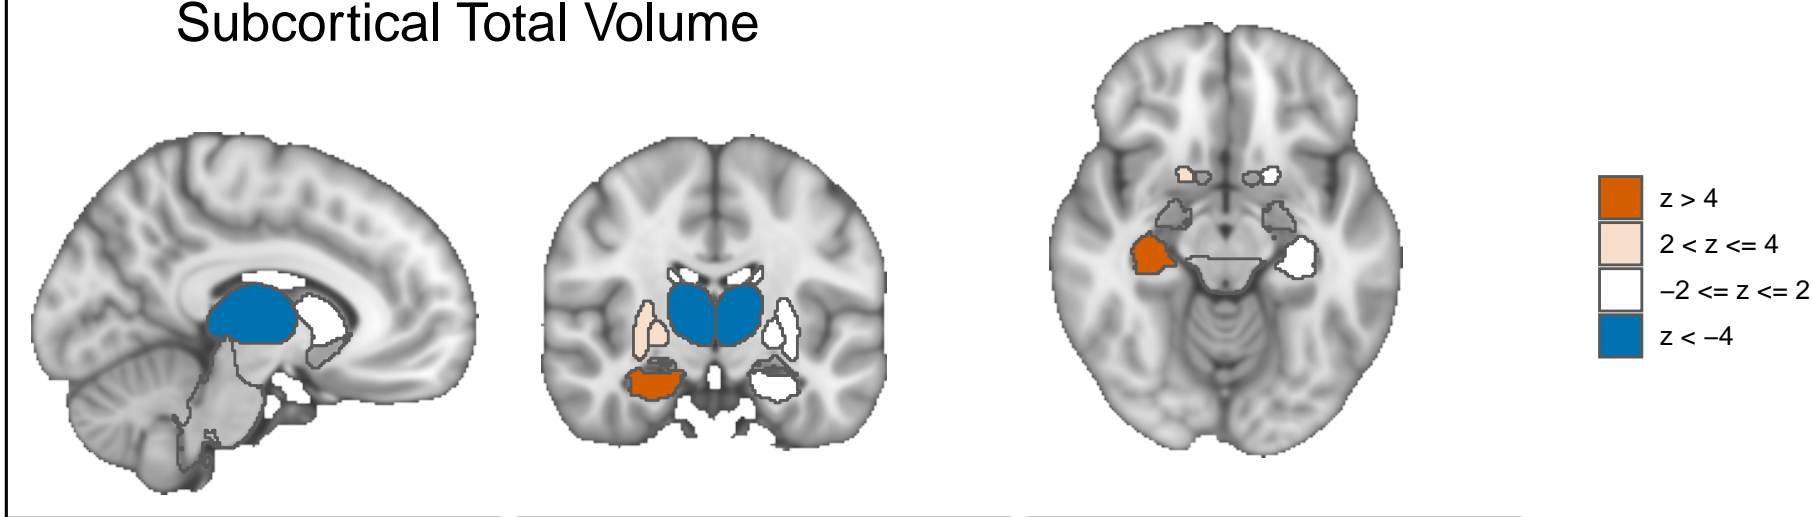 Subcortical Total Volume
z > 4
2 < z <= 4
−2 <= z <= 2
z < −4